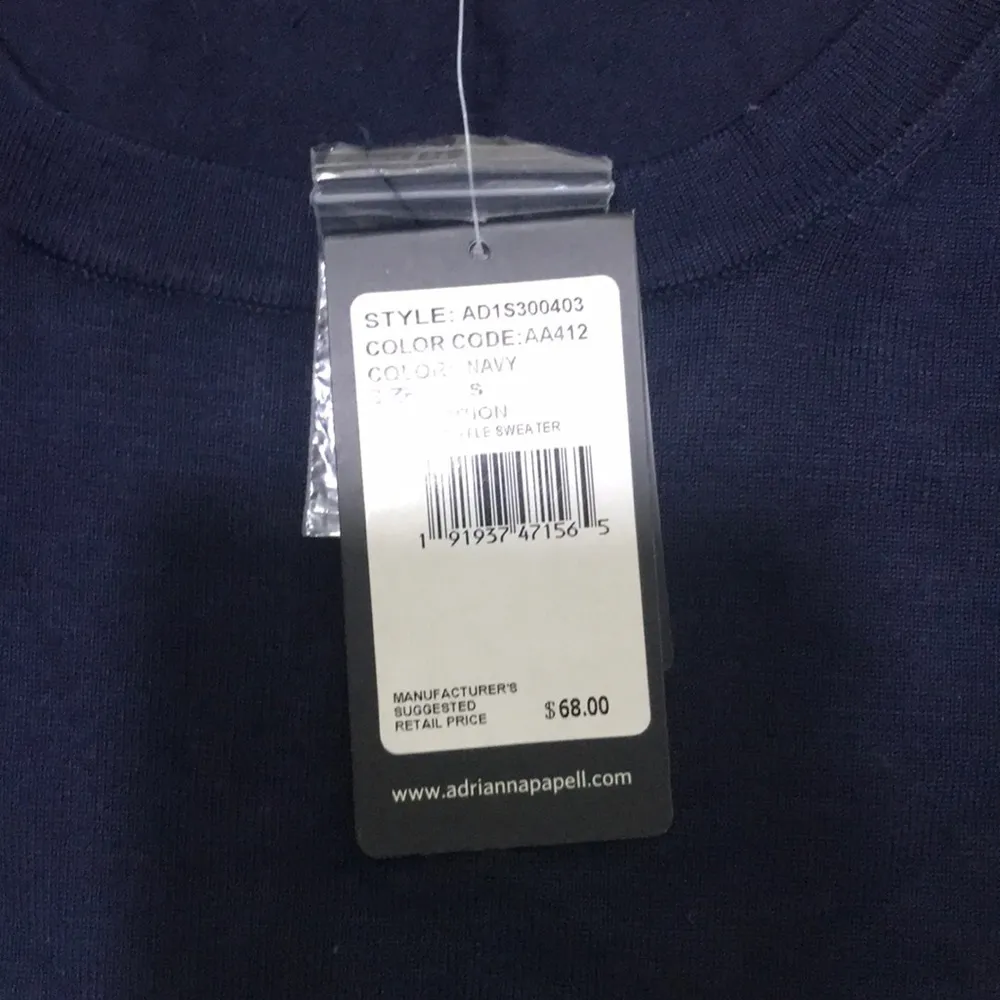 STYLE: AD1S300403
COLOR CODE: AA412
COLOR: NAVY
S
SWEATER
1 91937 47156 5
MANUFACTURER'S
SUGGESTED
RETAIL PRICE
$68.00
www.adriannapapell.com